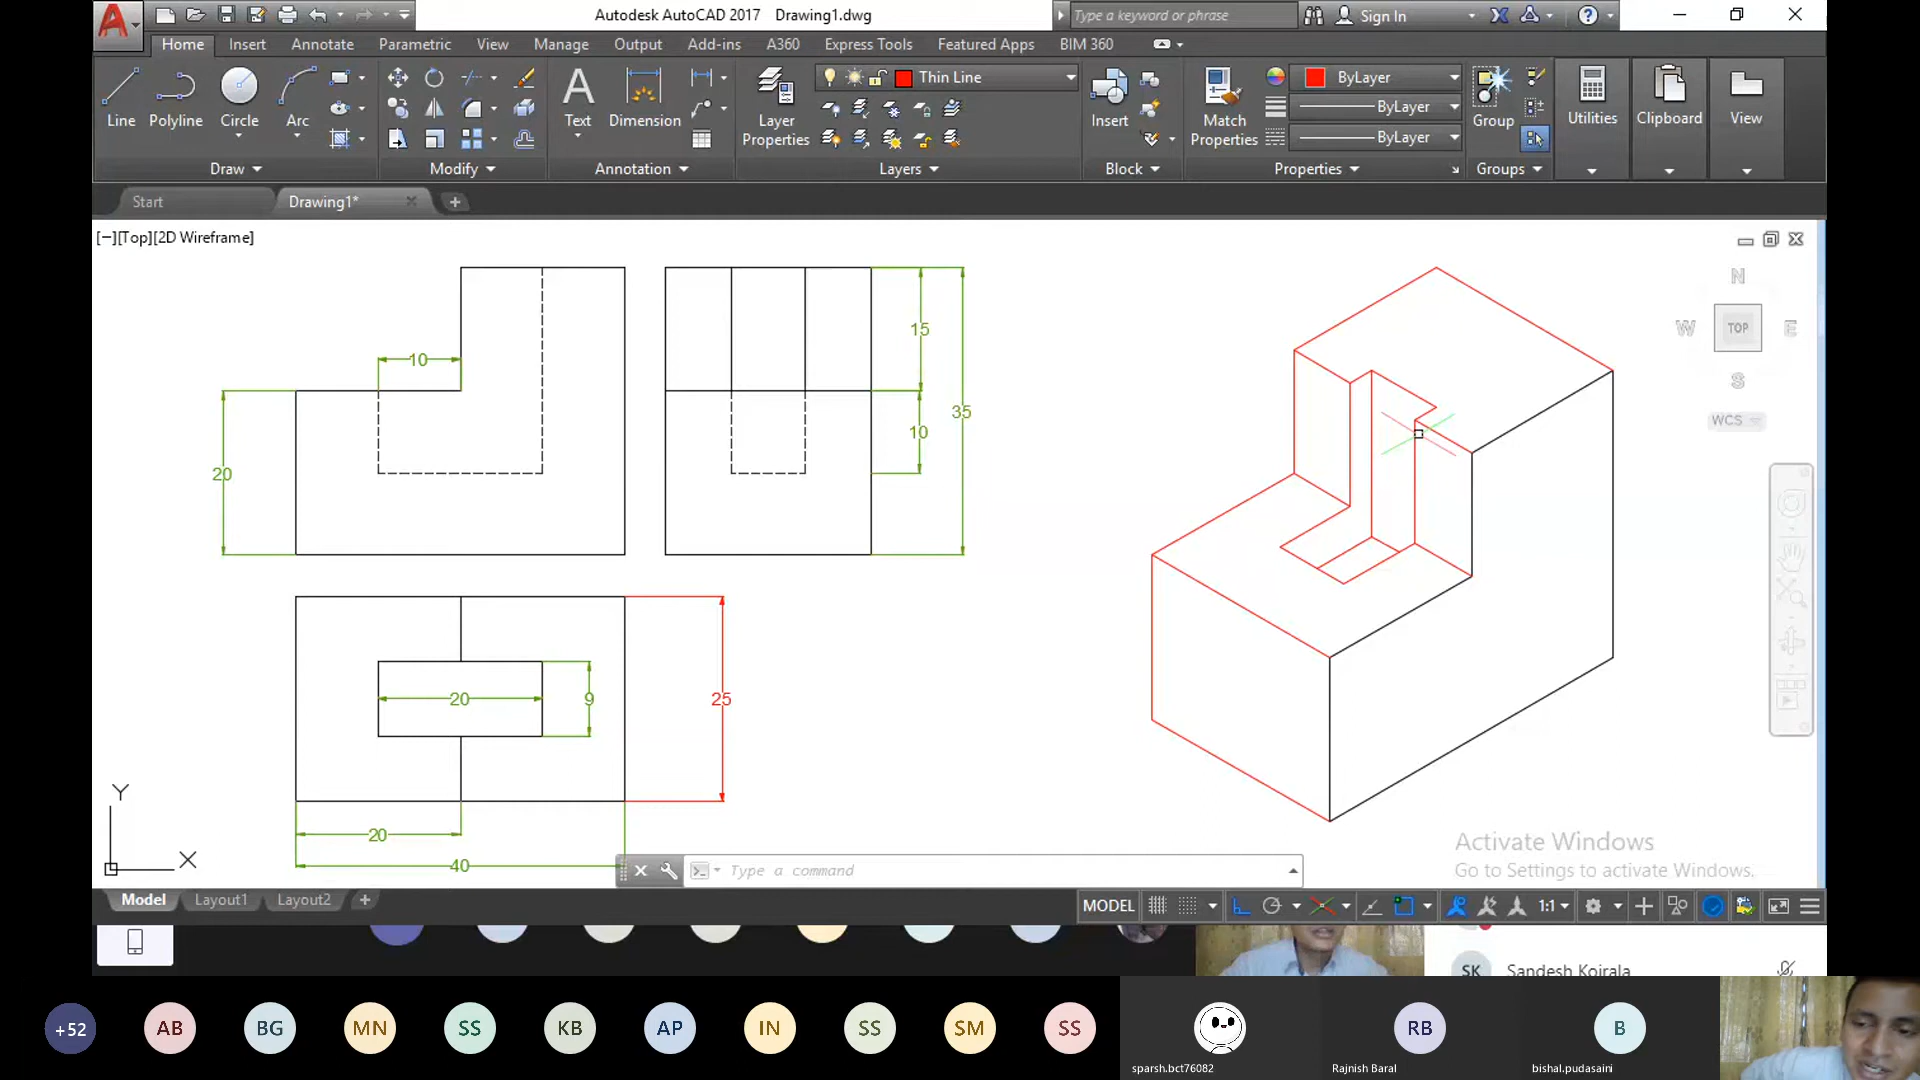 Autodesk AutoCAD 2017 Drawing1.dwg
Type a keyword or phrase
Sign In
Home Insert Annotate Parametric View Manage Output Add-ins A360 Express Tools Featured Apps BIM 360
Line Polyline Circle Arc
Text Dimension
Layer Properties
Thin Line
Insert
Match Properties
ByLayer
ByLayer
ByLayer
Group
Utilities
Clipboard
View
Draw Modify Annotation Layers Block Properties Groups
Start Drawing1*
[−][Top][2D Wireframe]
N
W TOP E
S
WCS
10
20
15
10
35
20
9
25
20
40
Y
X
Activate Windows
Go to Settings to activate Windows.
Type a command
Model Layout1 Layout2
MODEL
1:1
SK Sandesh Koirala
+52 AB BG MN SS KB AP IN SS SM SS RB B
sparsh.bct76082 Rajnish Baral bishal.pudasaini